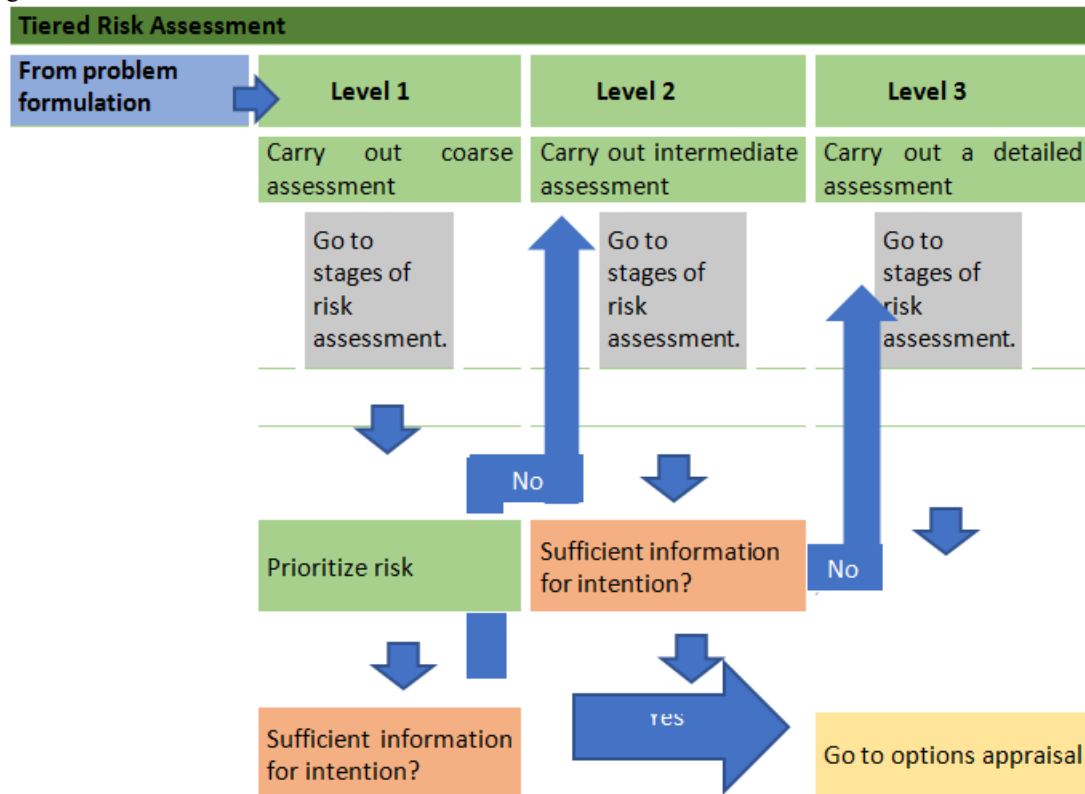 Tiered Risk Assessment
From problem
formulation
Level 1
Level 2
Level 3
Carry out coarse
assessment
Carry out intermediate
assessment
Carry out a detailed
assessment
Go to
stages of
risk
assessment.
Go to
stages of
risk
assessment.
Go to
stages of
risk
assessment.
No
Prioritize risk
Sufficient information
for intention?
No
Sufficient information
for intention?
Yes
Go to options appraisal